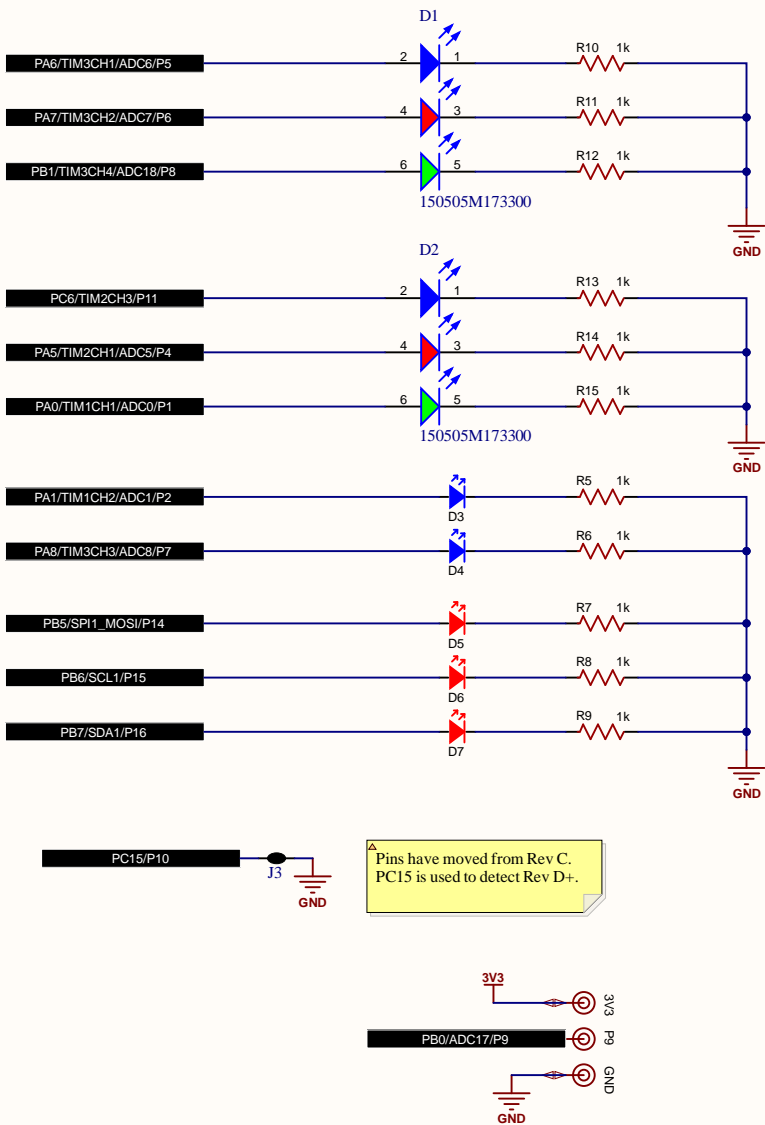 D1
PA6/TIM3CH1/ADC6/P5 2 1 R10 1k
PA7/TIM3CH2/ADC7/P6 4 3 R11 1k
PB1/TIM3CH4/ADC18/P8 6 5 R12 1k
150505M173300
GND
D2
PC6/TIM2CH3/P11 2 1 R13 1k
PA5/TIM2CH1/ADC5/P4 4 3 R14 1k
PA0/TIM1CH1/ADC0/P1 6 5 R15 1k
150505M173300
GND
PA1/TIM1CH2/ADC1/P2 R5 1k
D3
PA8/TIM3CH3/ADC8/P7 R6 1k
D4
PB5/SPI1_MOSI/P14 R7 1k
D5
PB6/SCL1/P15 R8 1k
D6
PB7/SDA1/P16 R9 1k
D7
GND
PC15/P10
J3
GND
Pins have moved from Rev C.
PC15 is used to detect Rev D+.
3V3
3V3
PB0/ADC17/P9 P9
GND
GND